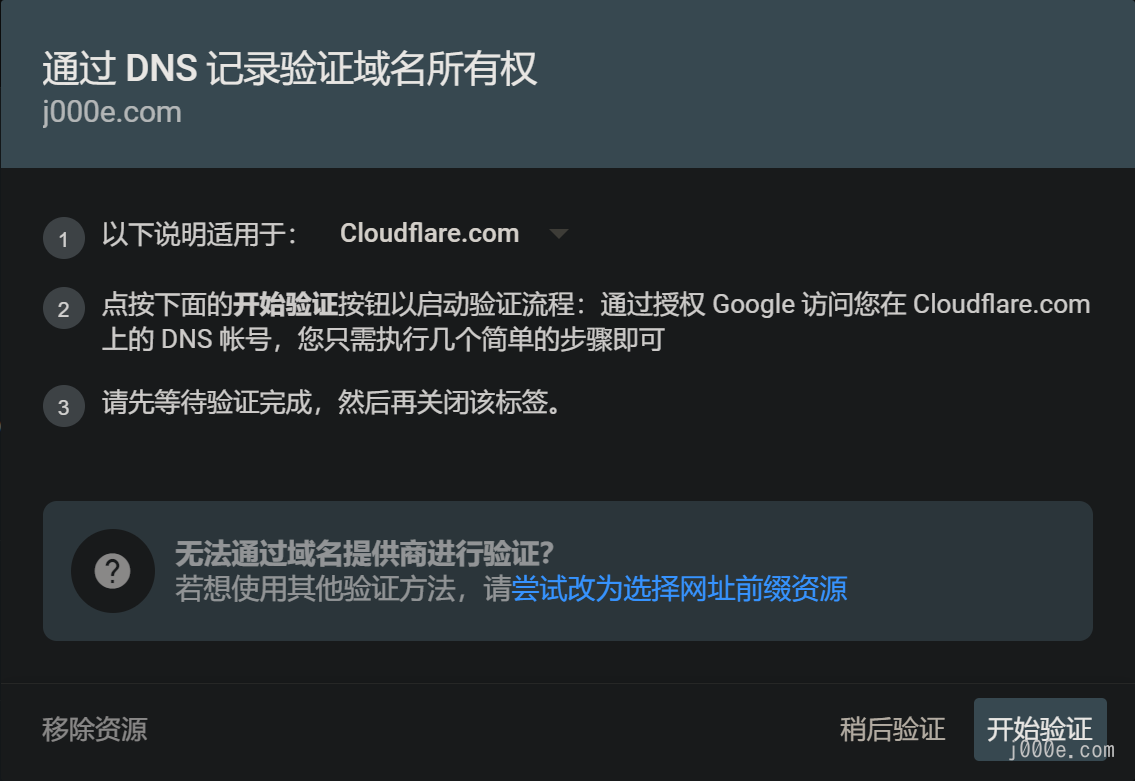 通过 DNS 记录验证域名所有权
j000e.com
1 以下说明适用于： Cloudflare.com
2 点按下面的开始验证按钮以启动验证流程：通过授权 Google 访问您在 Cloudflare.com
上的 DNS 帐号，您只需执行几个简单的步骤即可
3 请先等待验证完成，然后再关闭该标签。
无法通过域名提供商进行验证？
若想使用其他验证方法，请尝试改为选择网址前缀资源
移除资源 稍后验证 开始验证
j000e.com